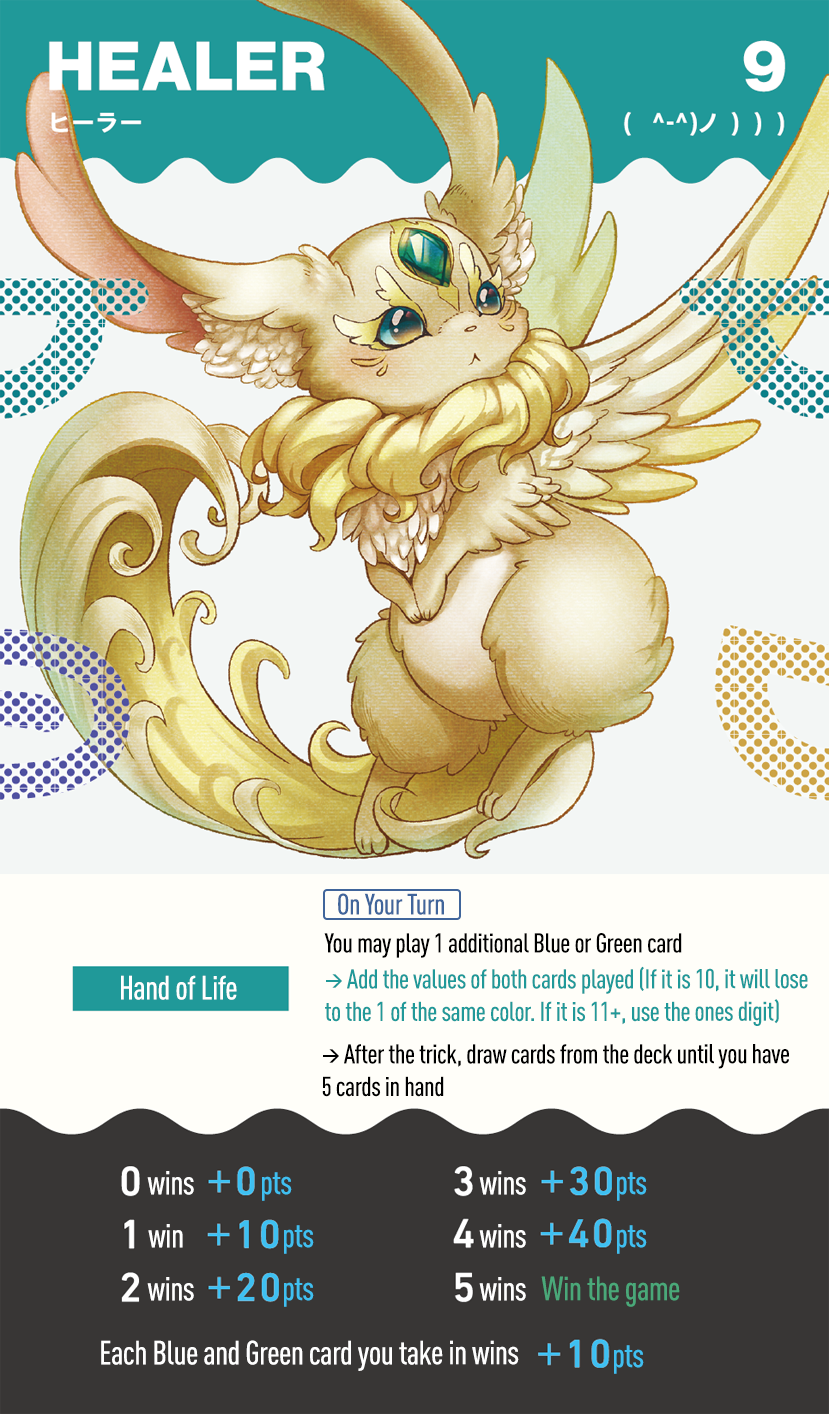 HEALER
9
ヒーラー
( ^-^)ノ ) ) )
On Your Turn
You may play 1 additional Blue or Green card
Hand of Life
→ Add the values of both cards played (If it is 10, it will lose
to the 1 of the same color. If it is 11+, use the ones digit)
→ After the trick, draw cards from the deck until you have
5 cards in hand
0 wins +0pts
3 wins +30pts
1 win +10pts
4 wins +40pts
2 wins +20pts
5 wins Win the game
Each Blue and Green card you take in wins +10pts